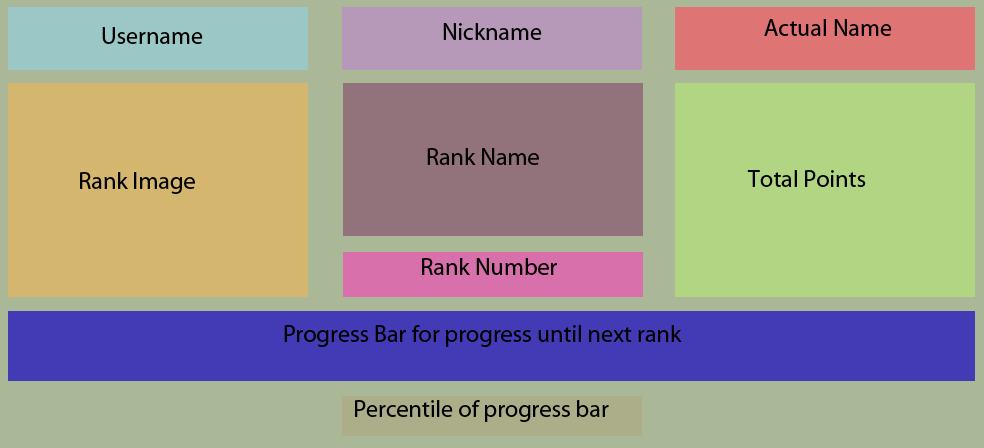 Username
Nickname
Actual Name
Rank Image
Rank Name
Total Points
Rank Number
Progress Bar for progress until next rank
Percentile of progress bar